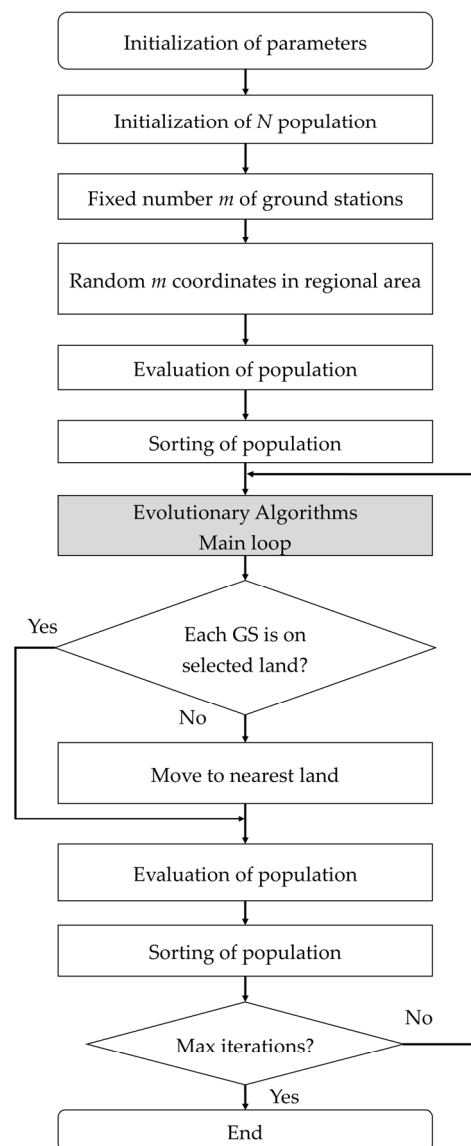 Initialization of parameters
Initialization of N population
Fixed number m of ground stations
Random m coordinates in regional area
Evaluation of population
Sorting of population
Evolutionary Algorithms
Main loop
Yes
Each GS is on
selected land?
No
Move to nearest land
Evaluation of population
Sorting of population
No
Max iterations?
Yes
End